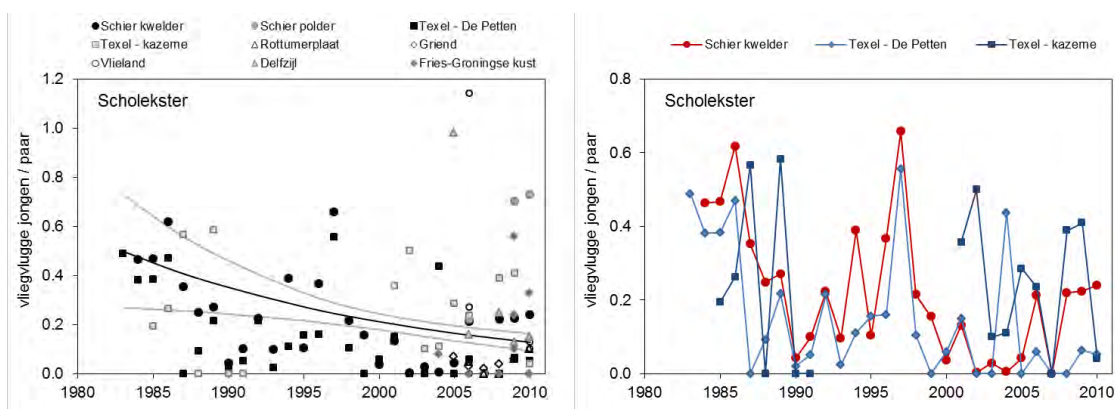 Schier kwelder Schier polder Texel - De Petten
Texel - kazerne Rottumerplaat Griend
Vlieland Delfzijl Fries-Groningse kust
1.2
1.0
0.8
0.6
0.4
0.2
0.0
vliegvlugge jongen / paar
Scholekster
1980 1985 1990 1995 2000 2005 2010
Schier kwelder Texel - De Petten Texel - kazerne
0.8
0.6
0.4
0.2
0.0
vliegvlugge jongen / paar
Scholekster
1980 1985 1990 1995 2000 2005 2010